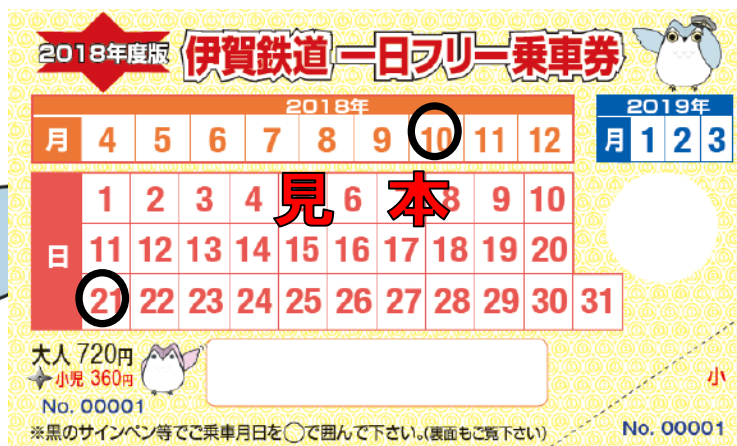 2018年度版 伊賀鉄道 一日フリー乗車券
2018年
月 4 5 6 7 8 9 10 11 12
2019年
月 1 2 3
見本
日
1 2 3 4 6 8 9 10
11 12 13 14 15 16 17 18 19 20
21 22 23 24 25 26 27 28 29 30 31
大人 720円
小児 360円
No. 00001
※黒のサインペン等でご乗車月日を◯で囲んで下さい。(裏面もご覧下さい)
小
No. 00001